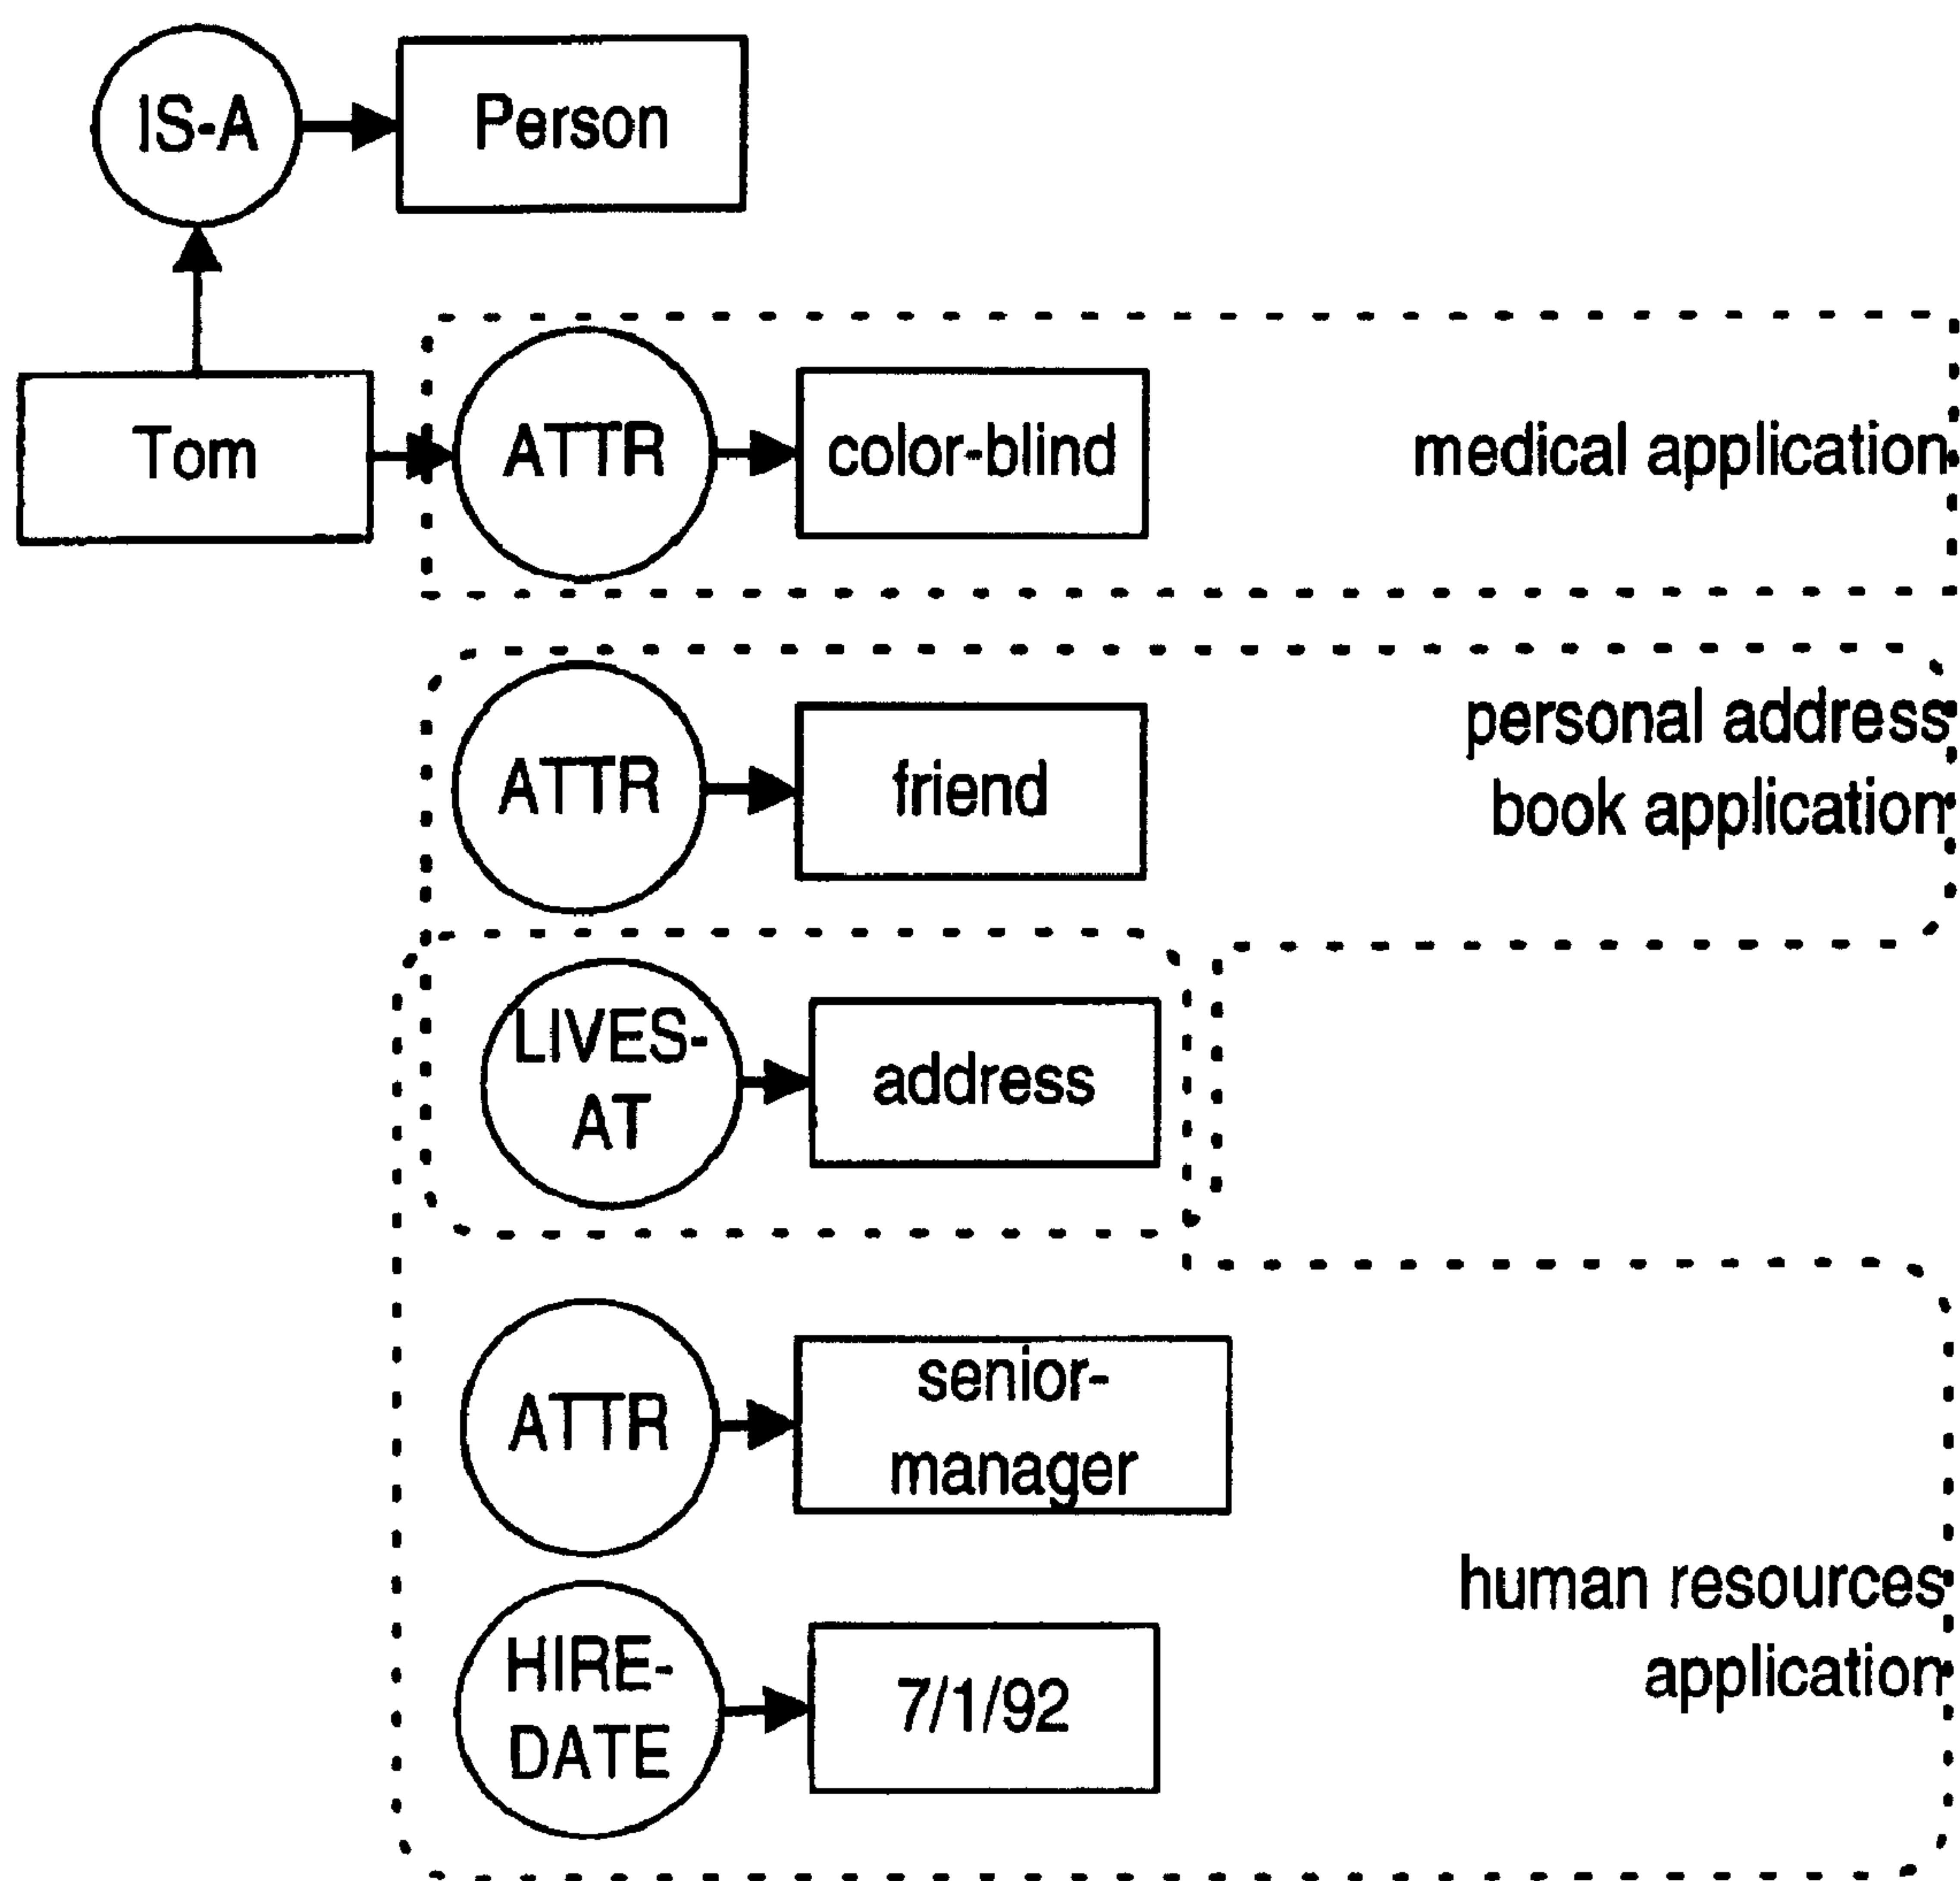 IS-A
Person
Tom
ATTR
color-blind
medical application
ATTR
friend
personal address
book application
LIVES-
AT
address
ATTR
senior-
manager
HIRE-
DATE
7/1/92
human resources
application